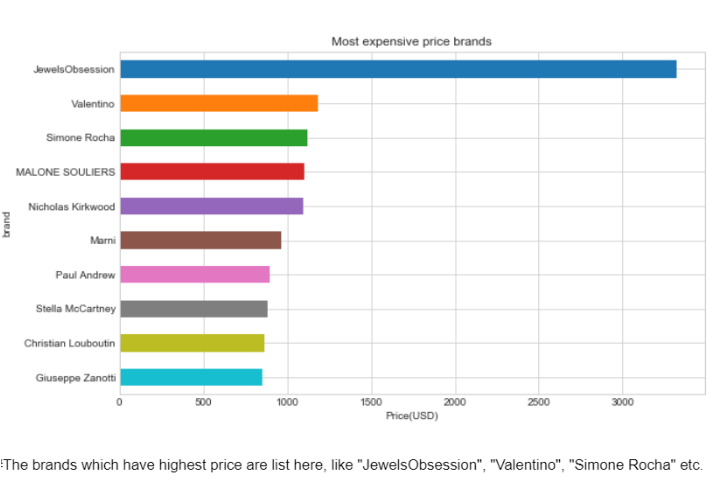 Most expensive price brands
JewelsObsession
Valentino
Simone Rocha
MALONE SOULIERS
Nicholas Kirkwood
brand
Marni
Paul Andrew
Stella McCartney
Christian Louboutin
Giuseppe Zanotti
0 500 1000 1500 2000 2500 3000
Price(USD)
The brands which have highest price are list here, like "JewelsObsession", "Valentino", "Simone Rocha" etc.